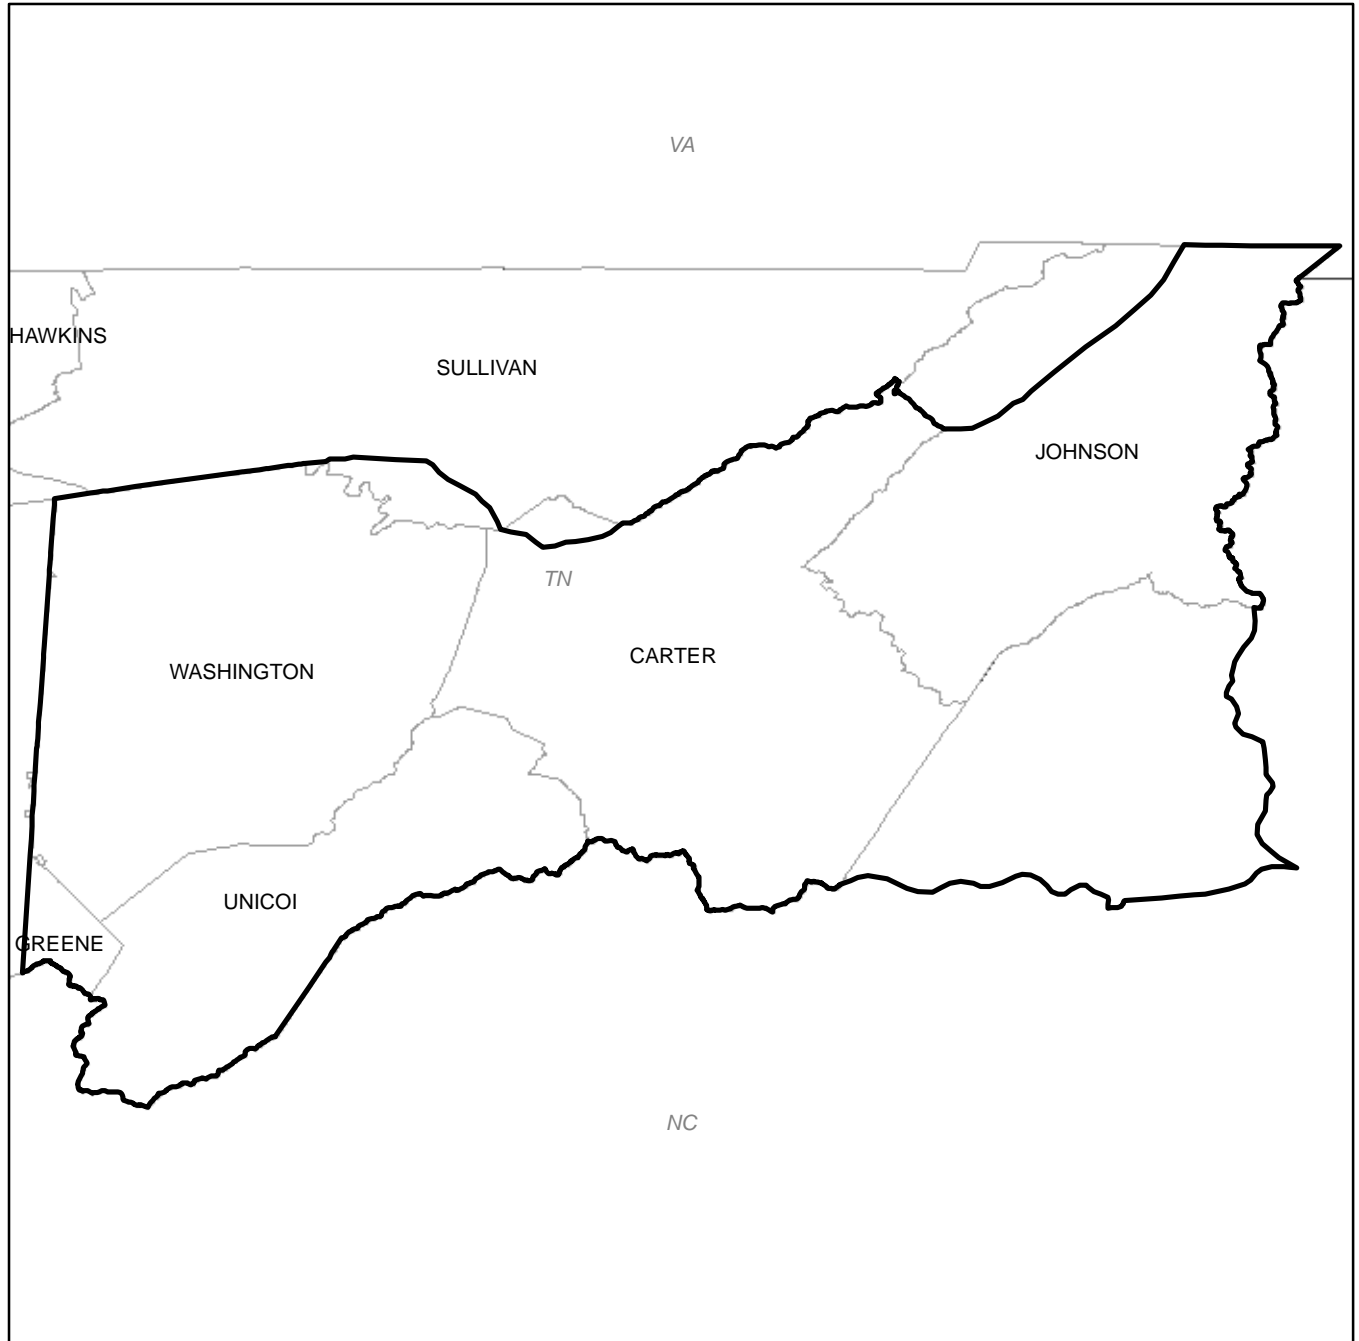 VA
HAWKINS
SULLIVAN
JOHNSON
TN
CARTER
WASHINGTON
UNICOI
GREENE
NC